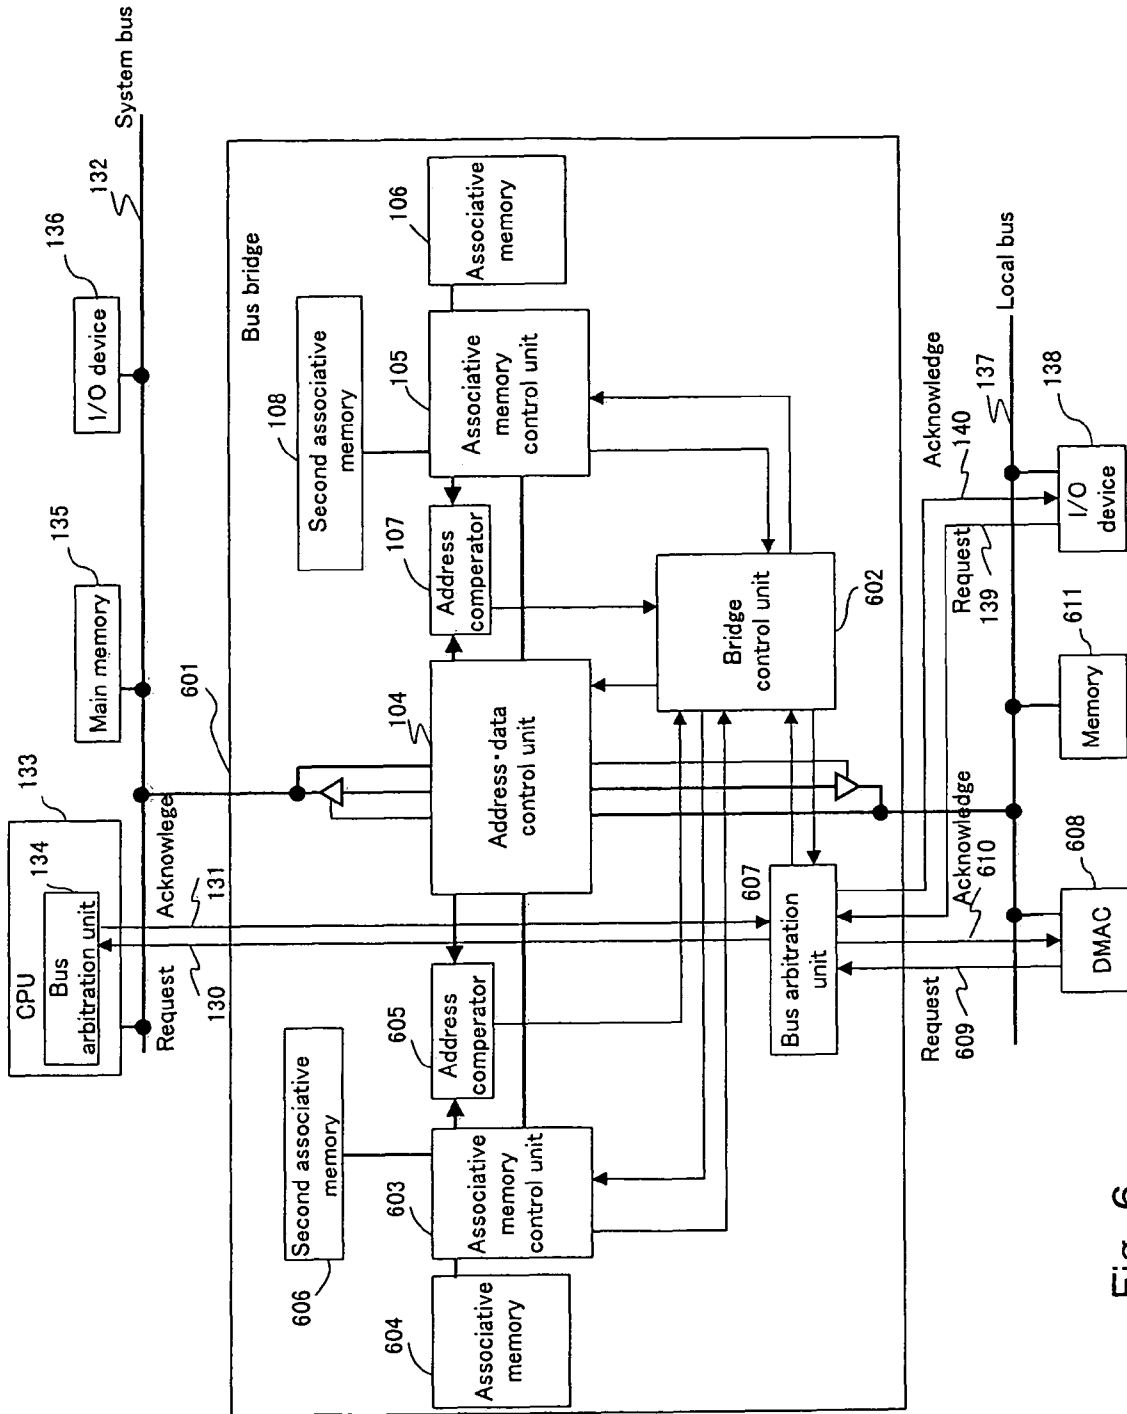 System bus
132
136
I/O device
135
Main memory
133
CPU
134
Bus
arbitration unit
Acknowlege
131
Request
130
601
Bus bridge
106
Associative
memory
108
Second associative
memory
105
Associative
memory
control unit
107
Address
comperator
104
Address・data
control unit
Bridge
control unit
602
605
Address
comperator
Second associative
memory
606
603
Associative
memory
control unit
604
Associative
memory
607
Bus arbitration
unit
Local bus
137
Acknowledge
140
138
I/O
device
Request
139
611
Memory
Acknowledge
610
608
DMAC
Request
609
Fig. 6